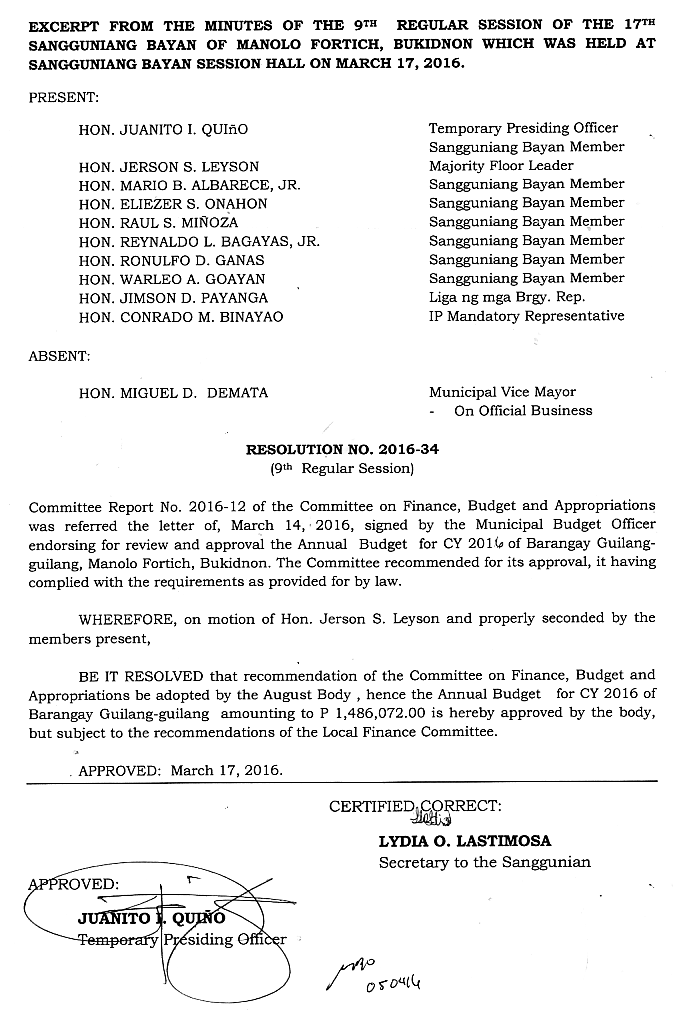 EXCERPT FROM THE MINUTES OF THE 9TH REGULAR SESSION OF THE 17TH
SANGGUNIANG BAYAN OF MANOLO FORTICH, BUKIDNON WHICH WAS HELD AT
SANGGUNIANG BAYAN SESSION HALL ON MARCH 17, 2016.
PRESENT:
HON. JUANITO I. QUIñO Temporary Presiding Officer
Sangguniang Bayan Member
HON. JERSON S. LEYSON Majority Floor Leader
HON. MARIO B. ALBARECE, JR. Sangguniang Bayan Member
HON. ELIEZER S. ONAHON Sangguniang Bayan Member
HON. RAUL S. MIÑOZA Sangguniang Bayan Member
HON. REYNALDO L. BAGAYAS, JR. Sangguniang Bayan Member
HON. RONULFO D. GANAS Sangguniang Bayan Member
HON. WARLEO A. GOAYAN Sangguniang Bayan Member
HON. JIMSON D. PAYANGA Liga ng mga Brgy. Rep.
HON. CONRADO M. BINAYAO IP Mandatory Representative
ABSENT:
HON. MIGUEL D. DEMATA Municipal Vice Mayor
- On Official Business
RESOLUTION NO. 2016-34
(9th Regular Session)
Committee Report No. 2016-12 of the Committee on Finance, Budget and Appropriations
was referred the letter of, March 14, 2016, signed by the Municipal Budget Officer
endorsing for review and approval the Annual Budget for CY 2016 of Barangay Guilang-
guilang, Manolo Fortich, Bukidnon. The Committee recommended for its approval, it having
complied with the requirements as provided for by law.
WHEREFORE, on motion of Hon. Jerson S. Leyson and properly seconded by the
members present,
BE IT RESOLVED that recommendation of the Committee on Finance, Budget and
Appropriations be adopted by the August Body , hence the Annual Budget for CY 2016 of
Barangay Guilang-guilang amounting to P 1,486,072.00 is hereby approved by the body,
but subject to the recommendations of the Local Finance Committee.
APPROVED: March 17, 2016.
CERTIFIED CORRECT:
LYDIA O. LASTIMOSA
Secretary to the Sanggunian
APPROVED:
JUANITO I. QUIÑO
Temporary Presiding Officer
050416